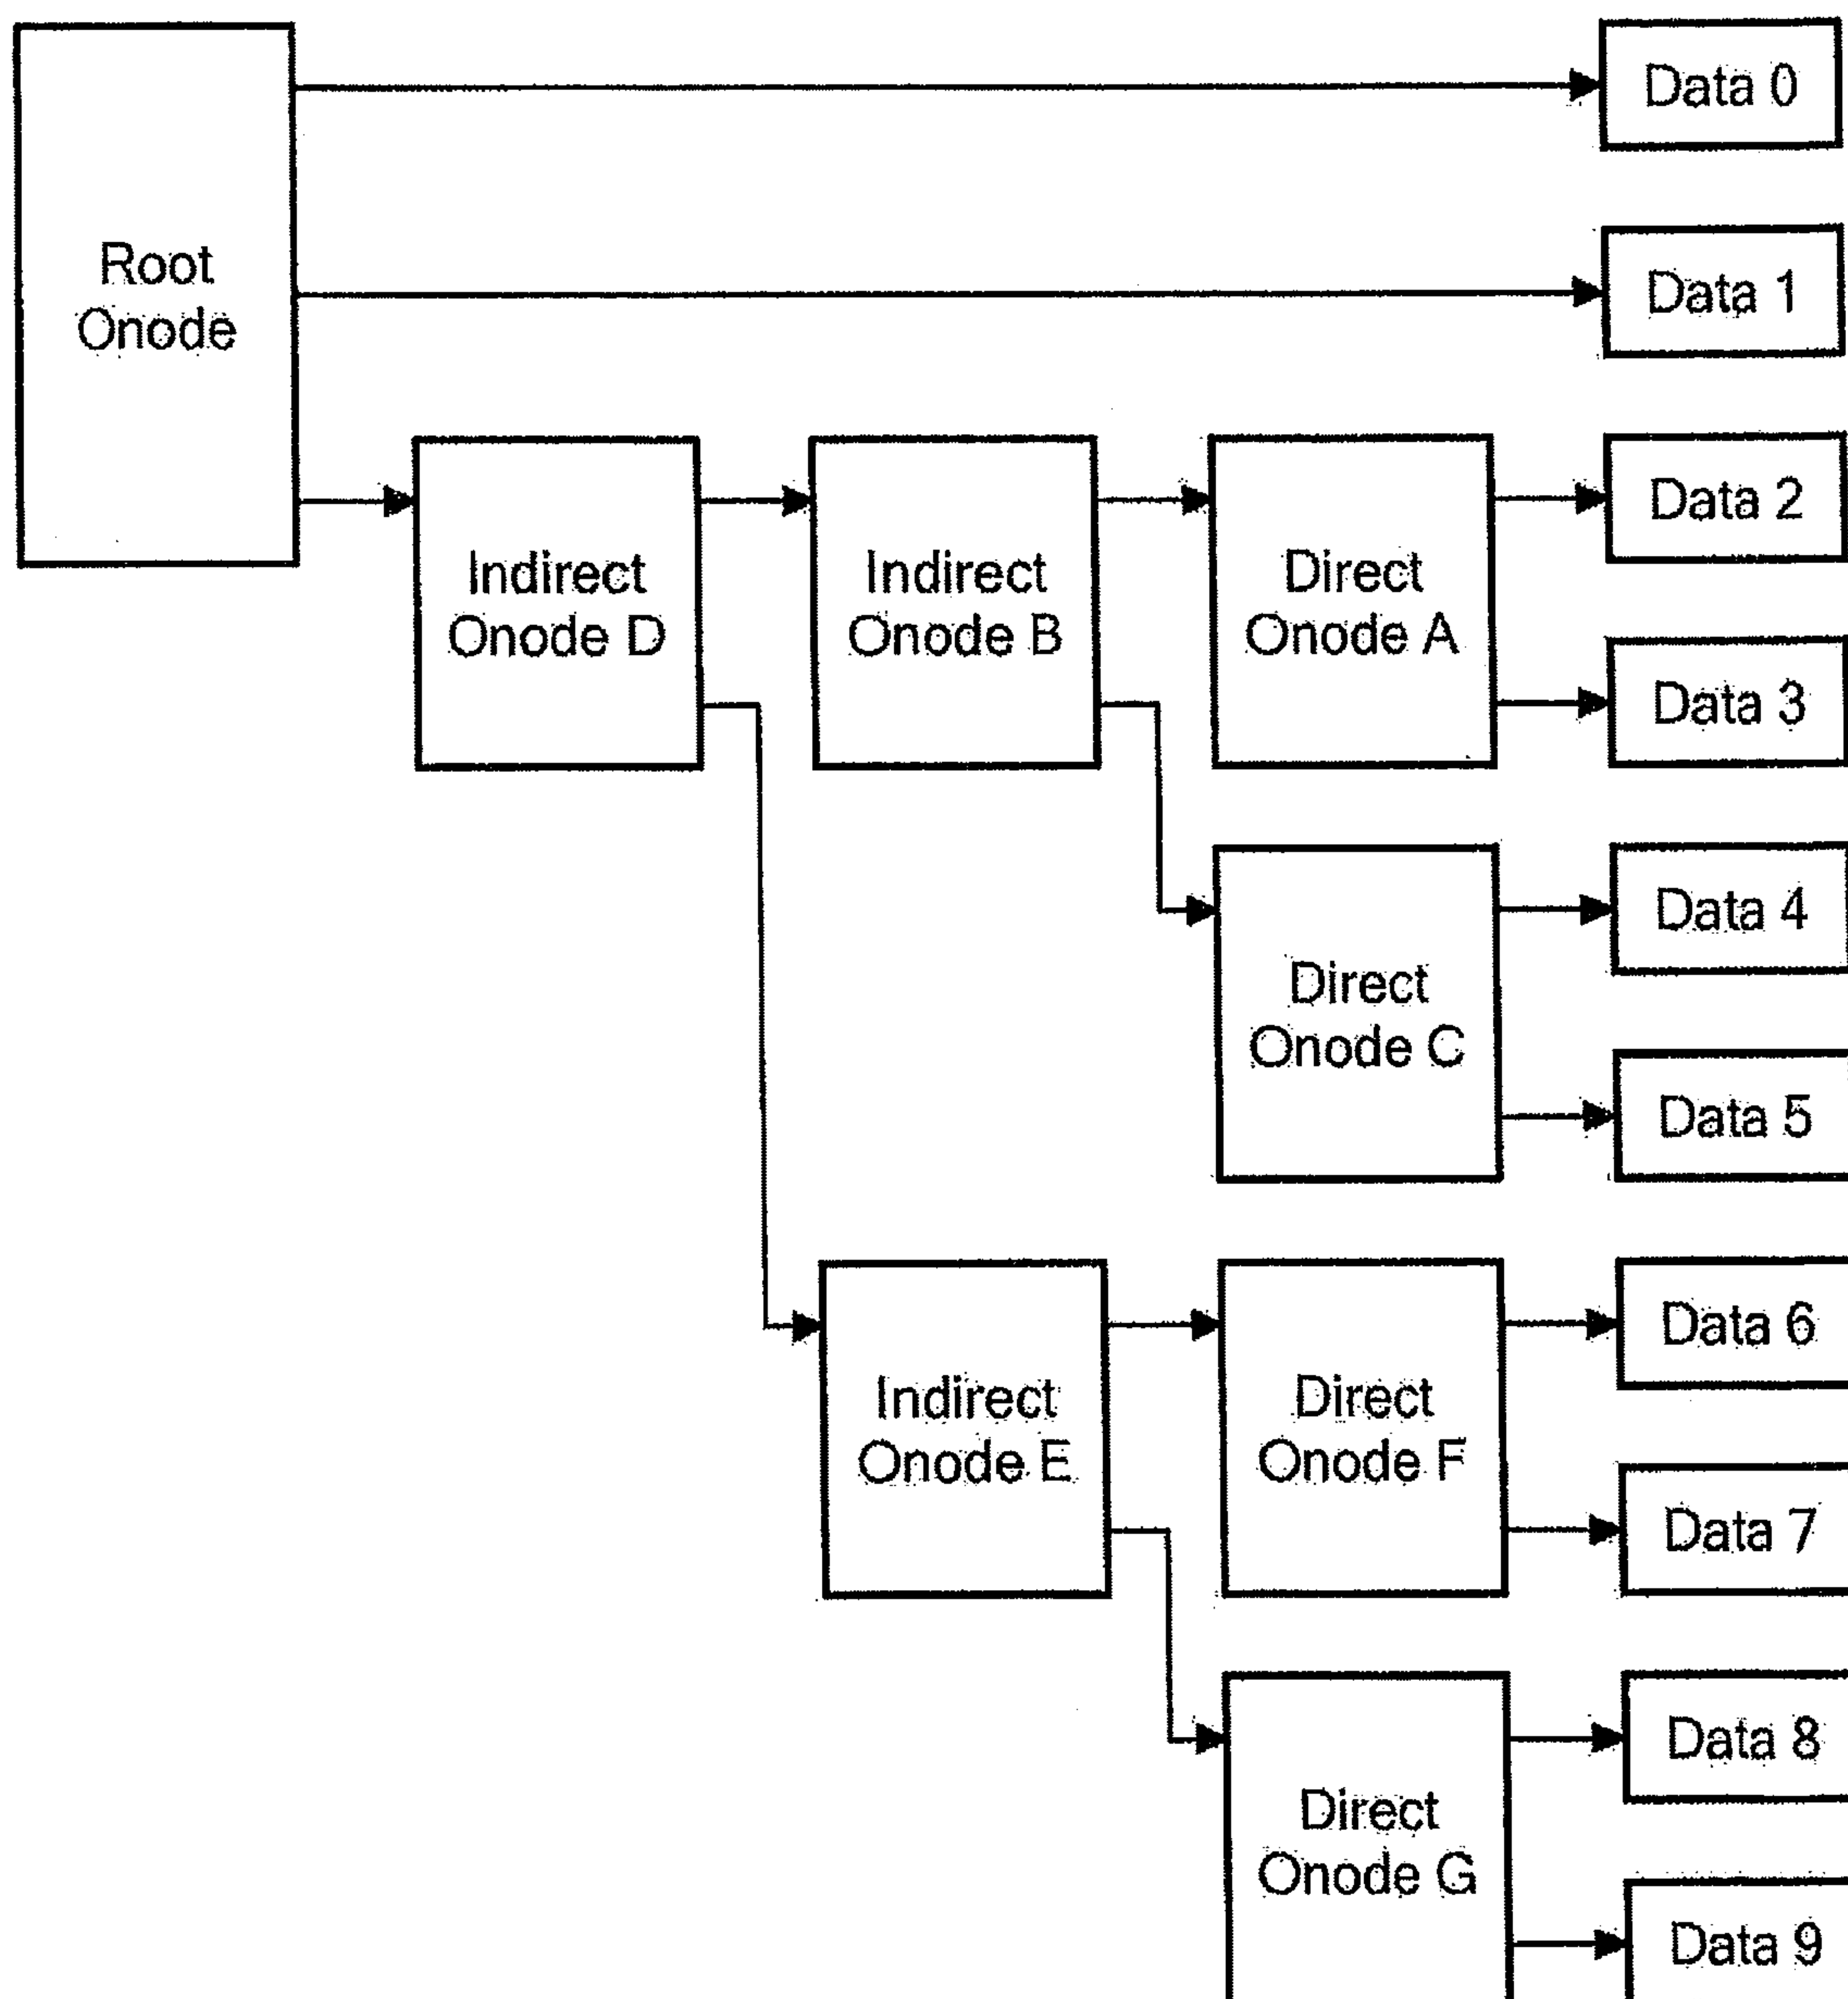 Data 0
Root
Onode
Data 1
Indirect
Onode D
Indirect
Onode B
Direct
Onode A
Data 2
Data 3
Direct
Onode C
Data 4
Data 5
Indirect
Onode E
Direct
Onode F
Data 6
Data 7
Direct
Onode G
Data 8
Data 9